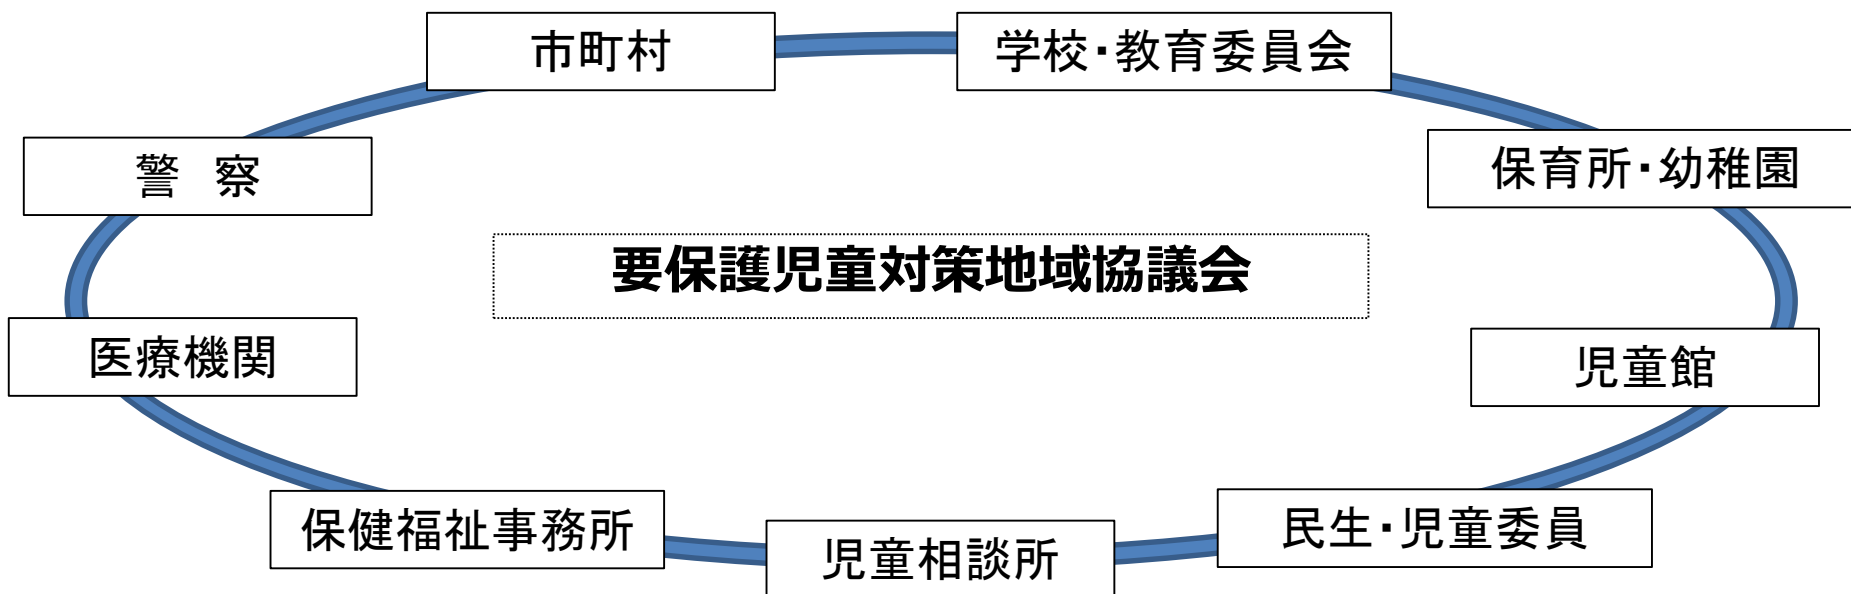 市町村
学校・教育委員会
警　察
保育所・幼稚園
要保護児童対策地域協議会
医療機関
児童館
保健福祉事務所
児童相談所
民生・児童委員